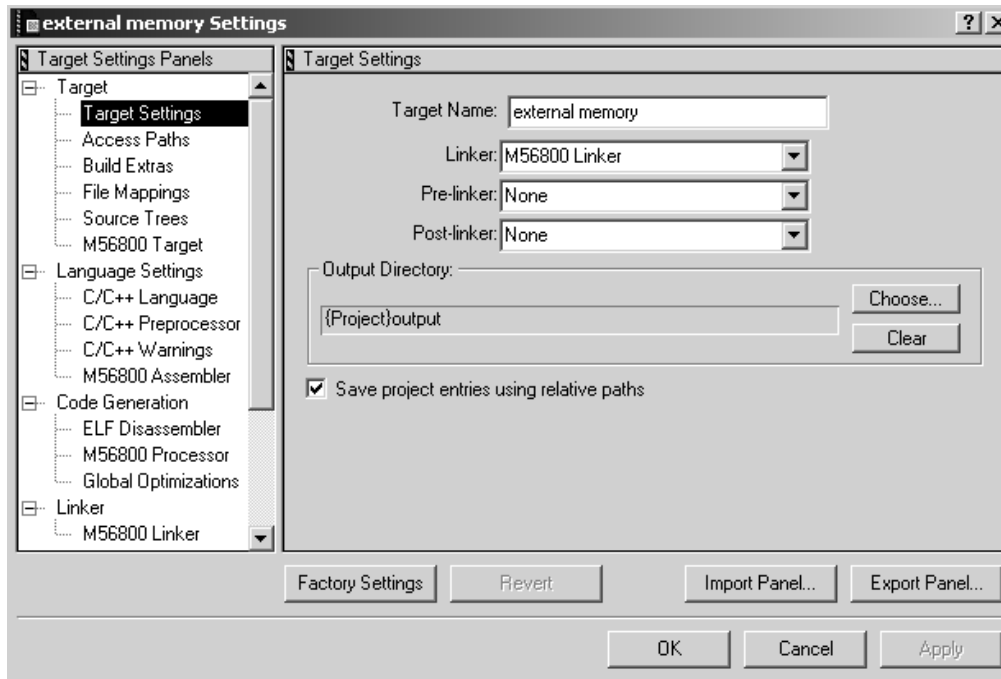 external memory Settings
Target Settings Panels
Target
Target Settings
Access Paths
Build Extras
File Mappings
Source Trees
M56800 Target
Language Settings
C/C++ Language
C/C++ Preprocessor
C/C++ Warnings
M56800 Assembler
Code Generation
ELF Disassembler
M56800 Processor
Global Optimizations
Linker
M56800 Linker
Target Settings
Target Name: external memory
Linker: M56800 Linker
Pre-linker: None
Post-linker: None
Output Directory:
{Project}output
Choose...
Clear
Save project entries using relative paths
Factory Settings Revert Import Panel... Export Panel...
OK Cancel Apply